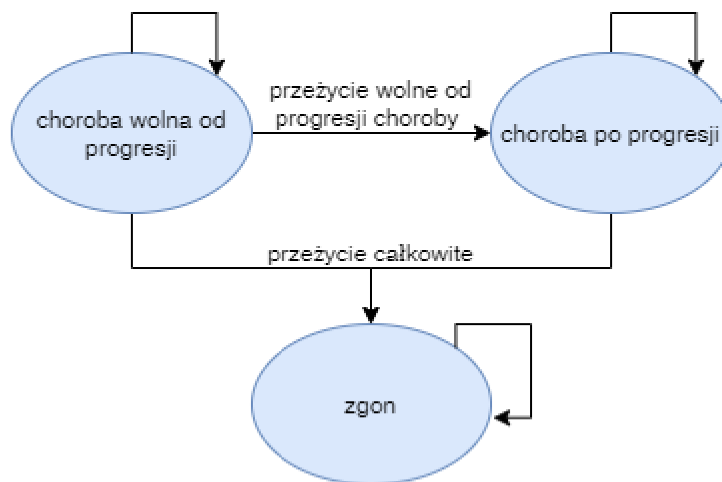 choroba wolna od
progresji
przeżycie wolne od
progresji choroby
choroba po progresji
przeżycie całkowite
zgon